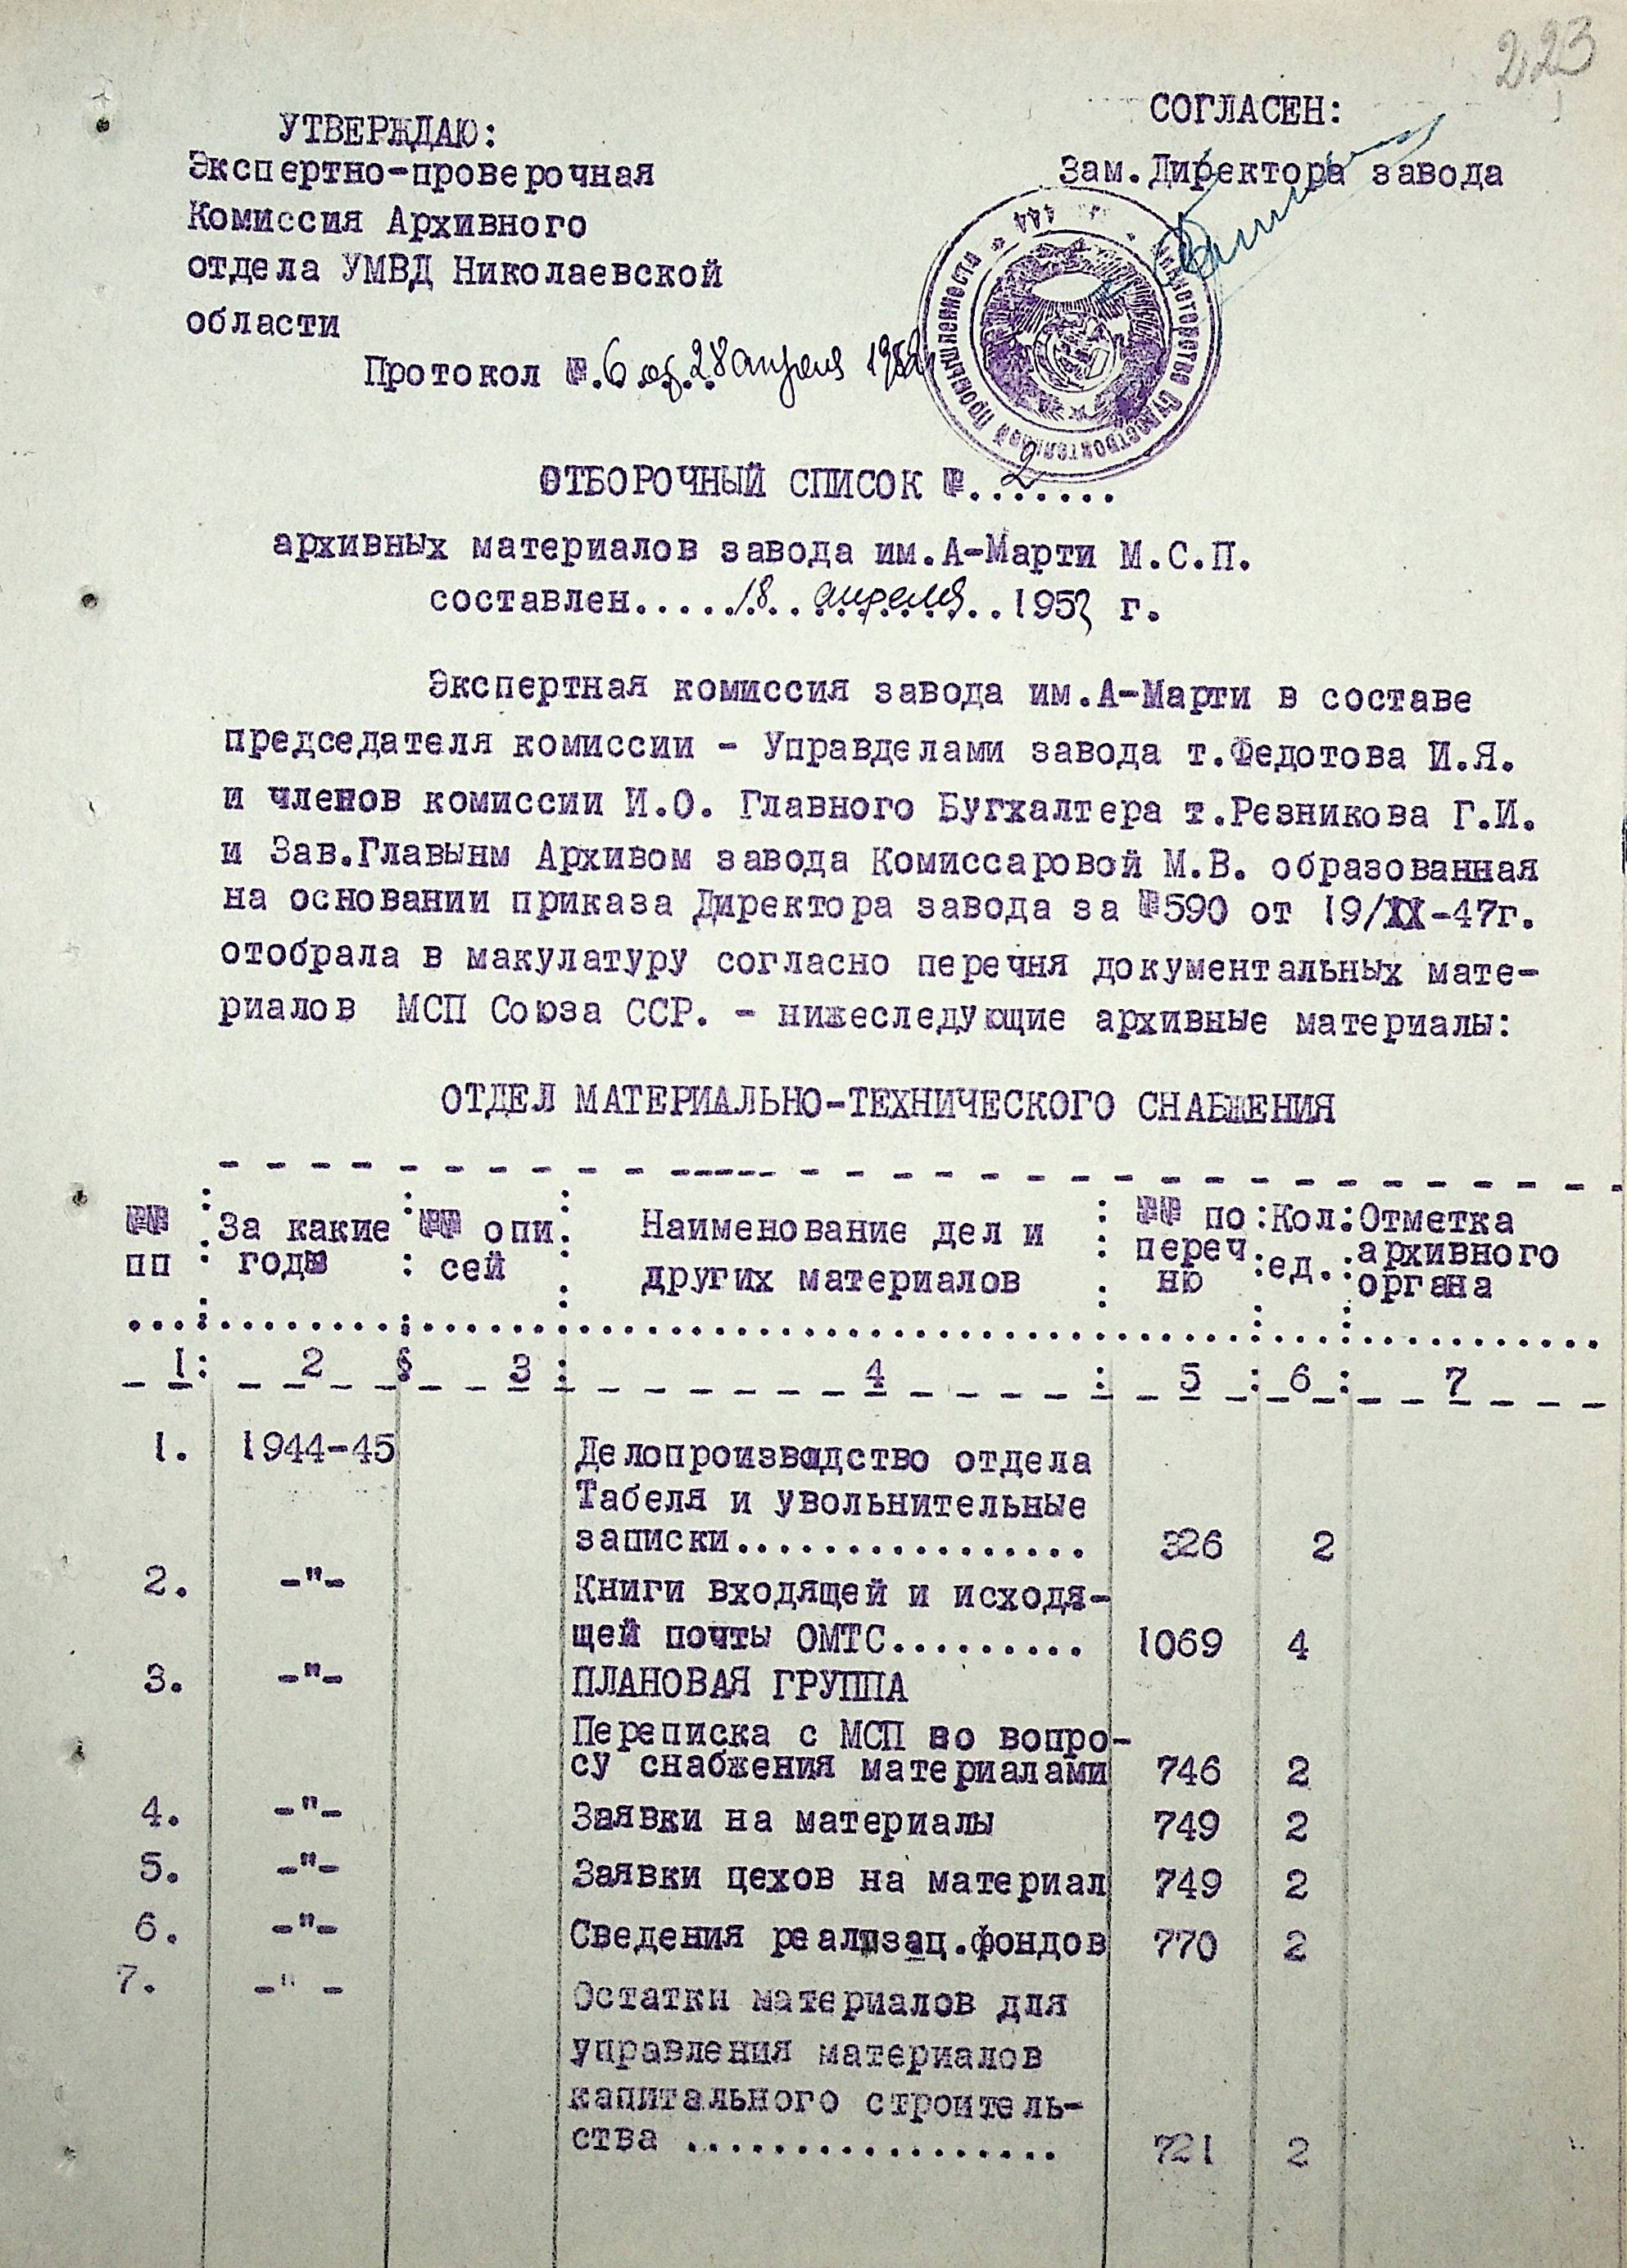 223
УТВЕРЖДАЮ:
Экспертно-проверочная
Комиссия Архивного
отдела УМВД Николаевской
области
Протокол №.6 от 28 апреля 1952
СОГЛАСЕН:
Зам.Директора завода
Министерство Судостроительной Промышленности * 444
ОТБОРОЧНЫЙ СПИСОК №.2......
архивных материалов завода им.А-Марти М.С.П.
составлен.....18..апреля..1952 г.
Экспертная комиссия завода им.А-Марти в составе
председателя комиссии - Управделами завода т.Федотова И.Я.
и членов комиссии И.О. Главного Бугхалтера т.Резникова Г.И.
и Зав.Главынм Архивом завода Комиссаровой М.В. образованная
на основании приказа Директора завода за №590 от 19/XX-47г.
отобрала в макулатуру согласно перечня документальных мате-
риалов МСП Союза ССР. - нижеследующие архивные материалы:
ОТДЕЛ МАТЕРИАЛЬНО-ТЕХНИЧЕСКОГО СНАБЖЕНИЯ
№№ пп : За какие годы : №№ описей : Наименование дел и других материалов : №№ по перечню : Кол. ед. : Отметка архивного органа
1: 2 : 3 : 4 : 5 : 6 : 7
1. 1944-45 Делопроизводство отдела
Табеля и увольнительные
записки................ 326 2
2. -"- Книги входящей и исходя-
щей почты ОМТС......... 1069 4
3. -"- ПЛАНОВАЯ ГРУППА
Переписка с МСП во вопро-
су снабжения материалами 746 2
4. -"- Заявки на материалы 749 2
5. -"- Заявки цехов на материал 749 2
6. -"- Сведения реализац.фондов 770 2
7. -" - Остатки материалов для
управления материалов
капитального строитель-
ства ................. 721 2